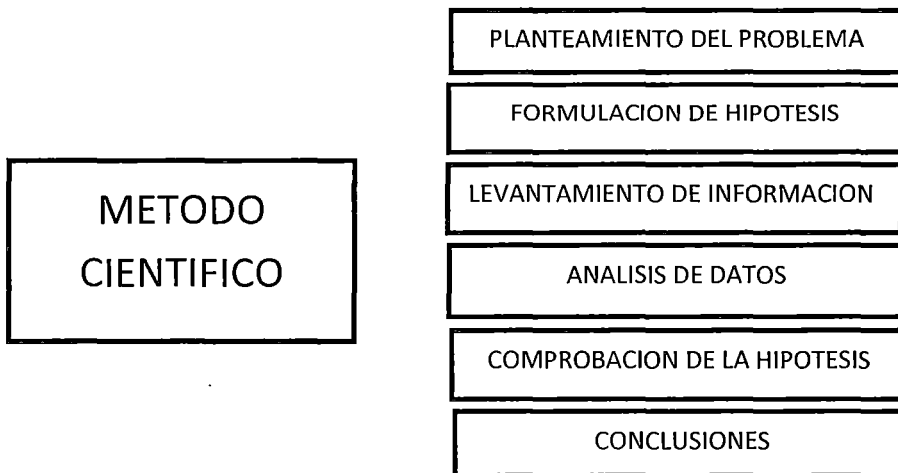 METODO
CIENTIFICO
PLANTEAMIENTO DEL PROBLEMA
FORMULACION DE HIPOTESIS
LEVANTAMIENTO DE INFORMACION
ANALISIS DE DATOS
COMPROBACION DE LA HIPOTESIS
CONCLUSIONES